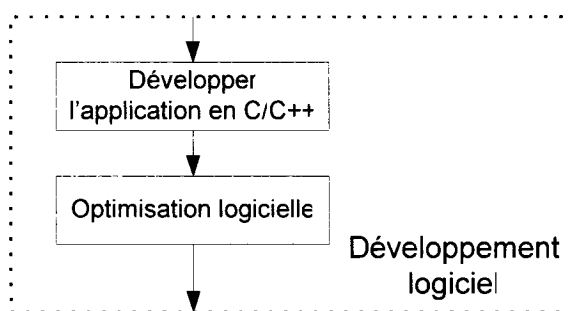 Développer
l'application en C/C++
Optimisation logicielle
Développement
logiciel